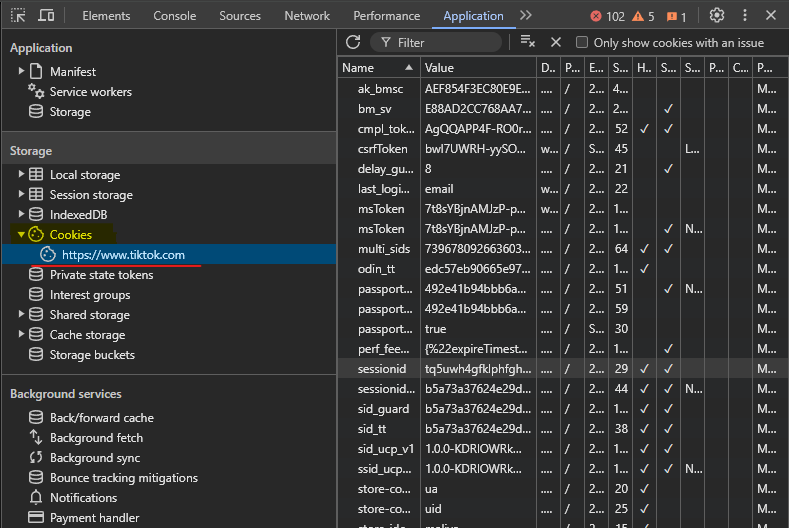 Elements Console Sources Network Performance Application 102 5 1
Application
Manifest
Service workers
Storage
Storage
Local storage
Session storage
IndexedDB
Cookies
https://www.tiktok.com
Private state tokens
Interest groups
Shared storage
Cache storage
Storage buckets
Background services
Back/forward cache
Background fetch
Background sync
Bounce tracking mitigations
Notifications
Payment handler
Filter Only show cookies with an issue
Name Value D... P... E... S... H... S... S... P... C... P...
ak_bmsc AEF854F3EC80E9E... .... / 2... 4... M...
bm_sv E88AD2CC768AA7... .... / 2... 2... ✓ M...
cmpl_tok... AgQQAPP4F-RO0r... .... / 2... 52 ✓ ✓ M...
csrfToken bwI7UWRH-yySO... w... / S... 45 L... M...
delay_gu... 8 .... / 2... 21 ✓ M...
last_logi... email w... / 2... 22 M...
msToken 7t8sYBjnAMJzP-p... w... / 2... 1... M...
msToken 7t8sYBjnAMJzP-p... .... / 2... 1... ✓ N... M...
multi_sids 739678092663603... .... / 2... 64 ✓ ✓ M...
odin_tt edc57eb90665e97... .... / 2... 1... ✓ M...
passport... 492e41b94bbb6a... .... / 2... 51 ✓ N... M...
passport... 492e41b94bbb6a... .... / 2... 59 M...
passport... true .... / S... 30 M...
perf_fee... {%22expireTimest... .... / 2... 1... ✓ M...
sessionid tq5uwh4gfklphfgh... .... / 2... 29 ✓ ✓ M...
sessionid... b5a73a37624e29d... .... / 2... 44 ✓ ✓ N... M...
sid_guard b5a73a37624e29d... .... / 2... 1... ✓ ✓ M...
sid_tt b5a73a37624e29d... .... / 2... 38 ✓ ✓ M...
sid_ucp_v1 1.0.0-KDRlOWRk... .... / 2... 1... ✓ ✓ M...
ssid_ucp... 1.0.0-KDRlOWRk... .... / 2... 1... ✓ ✓ N... M...
store-co... ua .... / 2... 20 ✓ M...
store-co... uid .... / 2... 25 ✓ M...